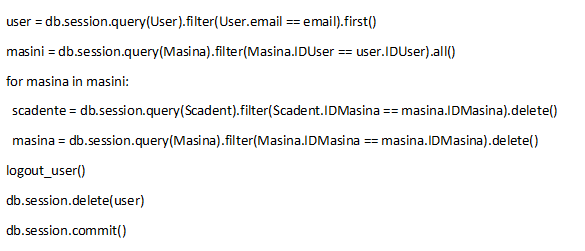 user = db.session.query(User).filter(User.email == email).first()
masini = db.session.query(Masina).filter(Masina.IDUser == user.IDUser).all()
for masina in masini:
  scadente = db.session.query(Scadent).filter(Scadent.IDMasina == masina.IDMasina).delete()
  masina = db.session.query(Masina).filter(Masina.IDMasina == masina.IDMasina).delete()
logout_user()
db.session.delete(user)
db.session.commit()